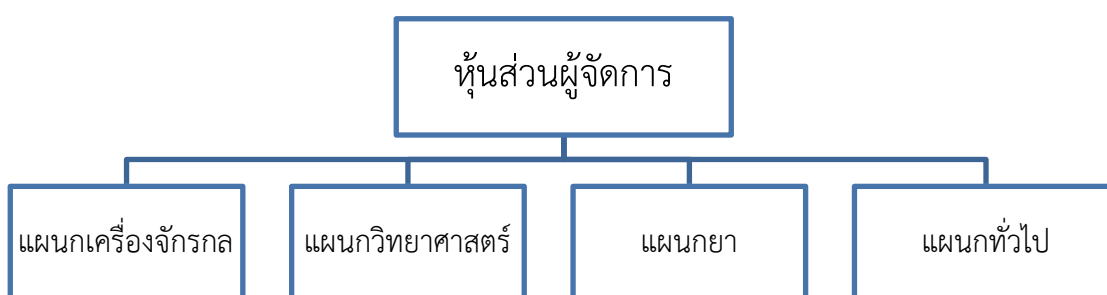 หุ้นส่วนผู้จัดการ
แผนกเครื่องจักรกล
แผนกวิทยาศาสตร์
แผนกยา
แผนกทั่วไป